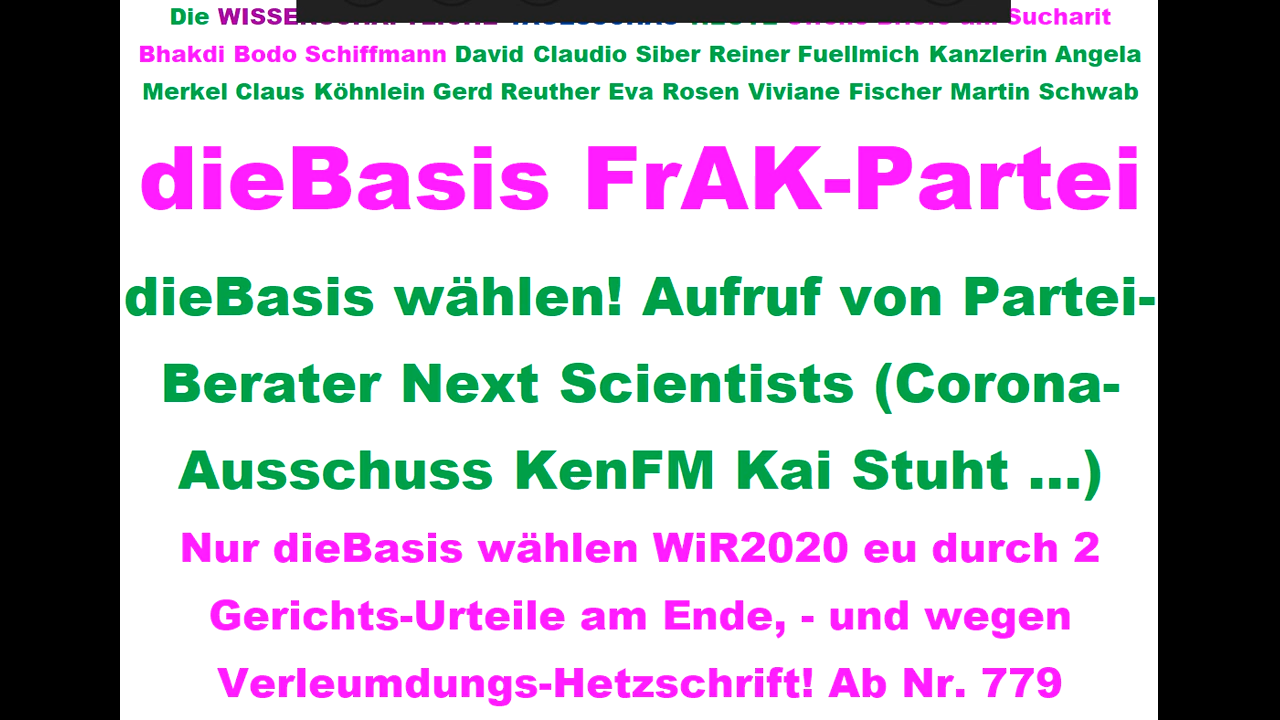 Die Sucharit
Bhakdi Bodo Schiffmann David Claudio Siber Reiner Fuellmich Kanzlerin Angela
Merkel Claus Köhnlein Gerd Reuther Eva Rosen Viviane Fischer Martin Schwab
dieBasis FrAK-Partei
dieBasis wählen! Aufruf von Partei-
Berater Next Scientists (Corona-
Ausschuss KenFM Kai Stuht ...)
Nur dieBasis wählen WiR2020 eu durch 2
Gerichts-Urteile am Ende, - und wegen
Verleumdungs-Hetzschrift! Ab Nr. 779